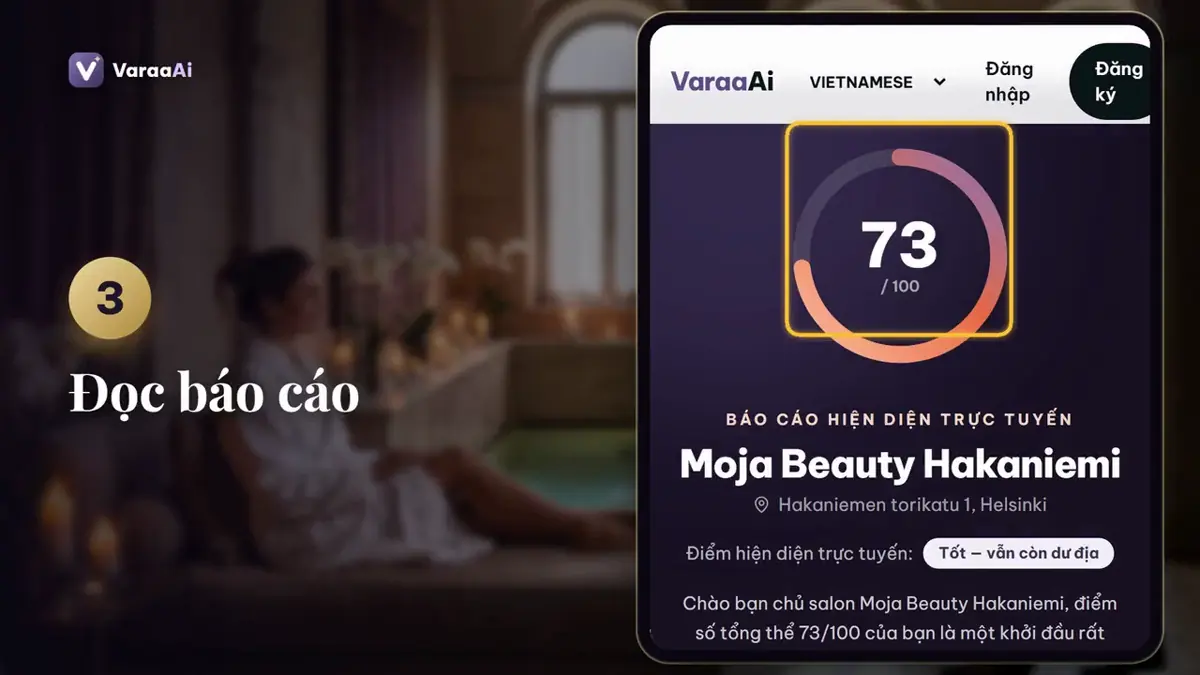 VaraaAi
3
Đọc báo cáo
VaraaAi
VIETNAMESE
Đăng
nhập
Đăng
ký
73
/ 100
BÁO CÁO HIỆN DIỆN TRỰC TUYẾN
Moja Beauty Hakaniemi
Hakaniemen torikatu 1, Helsinki
Điểm hiện diện trực tuyến: Tốt — vẫn còn dư địa
Chào bạn chủ salon Moja Beauty Hakaniemi, điểm
số tổng thể 73/100 của bạn là một khởi đầu rất